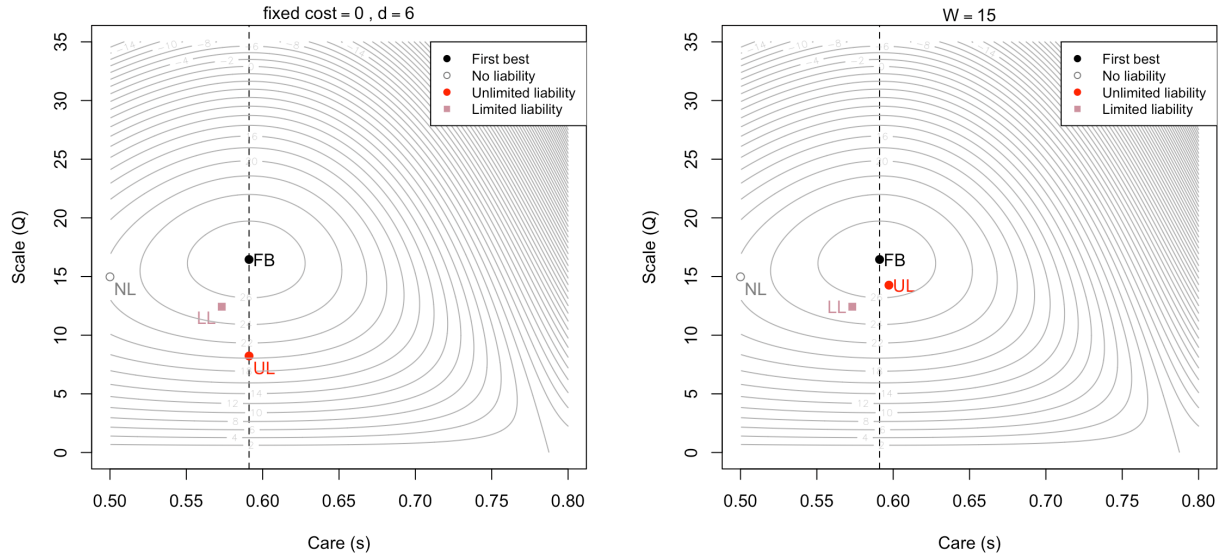 fixed cost = 0 , d = 6
First best
No liability
Unlimited liability
Limited liability
FB
NL
LL
UL
Scale (Q)
0
5
10
15
20
25
30
35
0.50
0.55
0.60
0.65
0.70
0.75
0.80
Care (s)
W = 15
First best
No liability
Unlimited liability
Limited liability
FB
UL
NL
LL
Scale (Q)
0
5
10
15
20
25
30
35
0.50
0.55
0.60
0.65
0.70
0.75
0.80
Care (s)